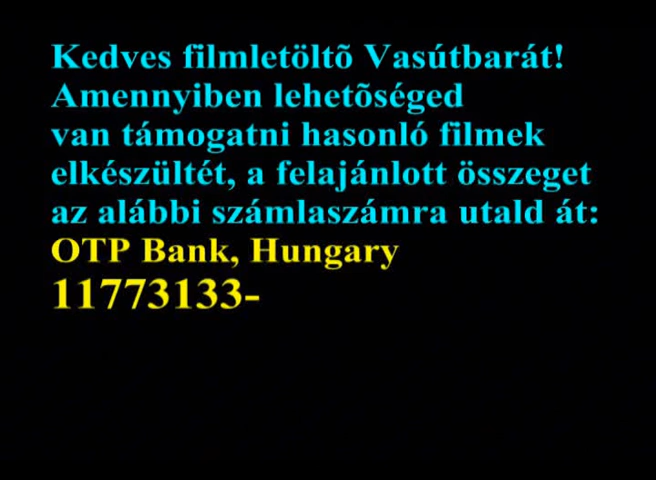 Kedves filmletöltõ Vasútbarát!
Amennyiben lehetõséged
van támogatni hasonló filmek
elkészültét, a felajánlott összeget
az alábbi számlaszámra utald át:
OTP Bank, Hungary
11773133-